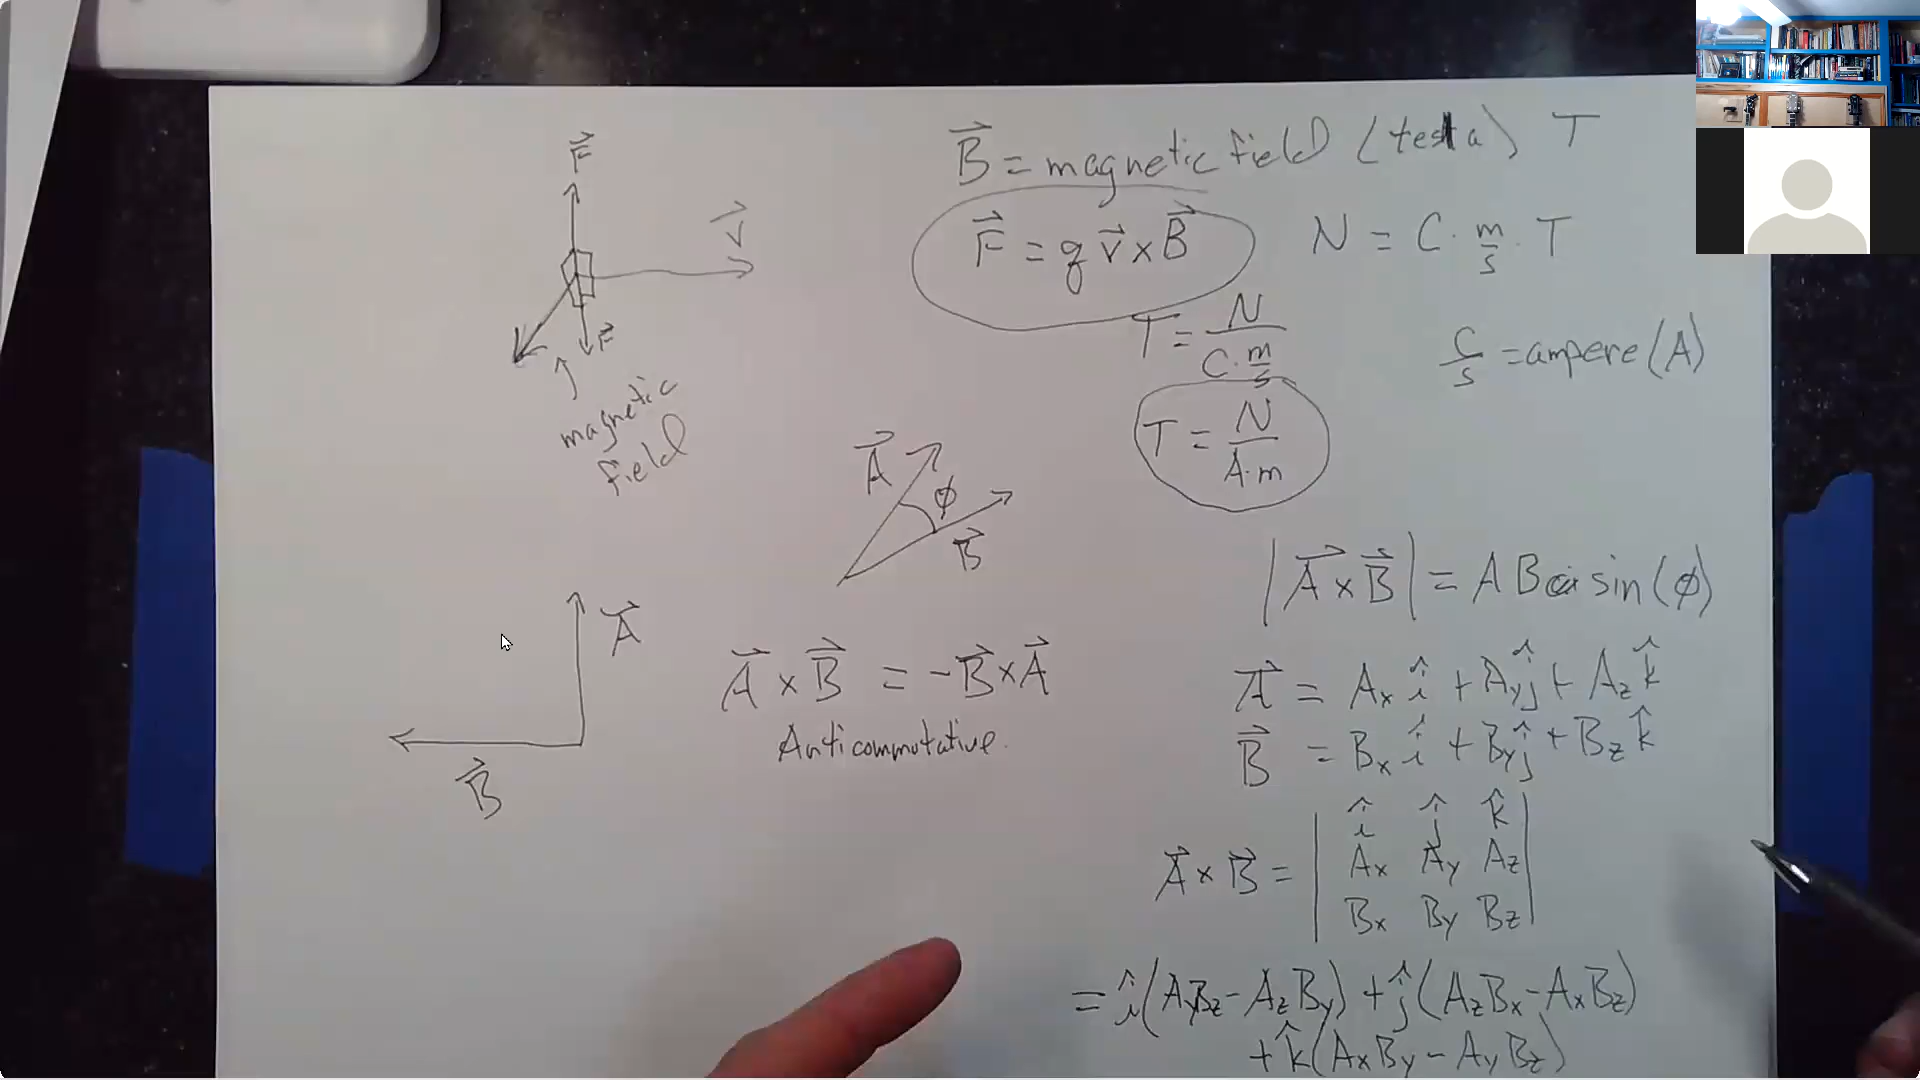 F⃗
V⃗
F⃗
magnetic
field
B⃗ = magnetic field (tesla) T
F⃗ = q v⃗ × B⃗
N = C · m/s · T
T = N / (C · m/s)
C/s = ampere (A)
T = N / (A·m)
A⃗
ϕ
B⃗
|A⃗ × B⃗| = A B sin(ϕ)
A⃗
B⃗
A⃗ × B⃗ = -B⃗ × A⃗
Anticommutative.
A⃗ = Ax î + Ay ĵ + Az k̂
B⃗ = Bx î + By ĵ + Bz k̂
A⃗ × B⃗ = | î ĵ k̂
Ax Ay Az
Bx By Bz |
= î(AyBz - AzBy) + ĵ(AzBx - AxBz)
+ k̂(AxBy - AyBz)